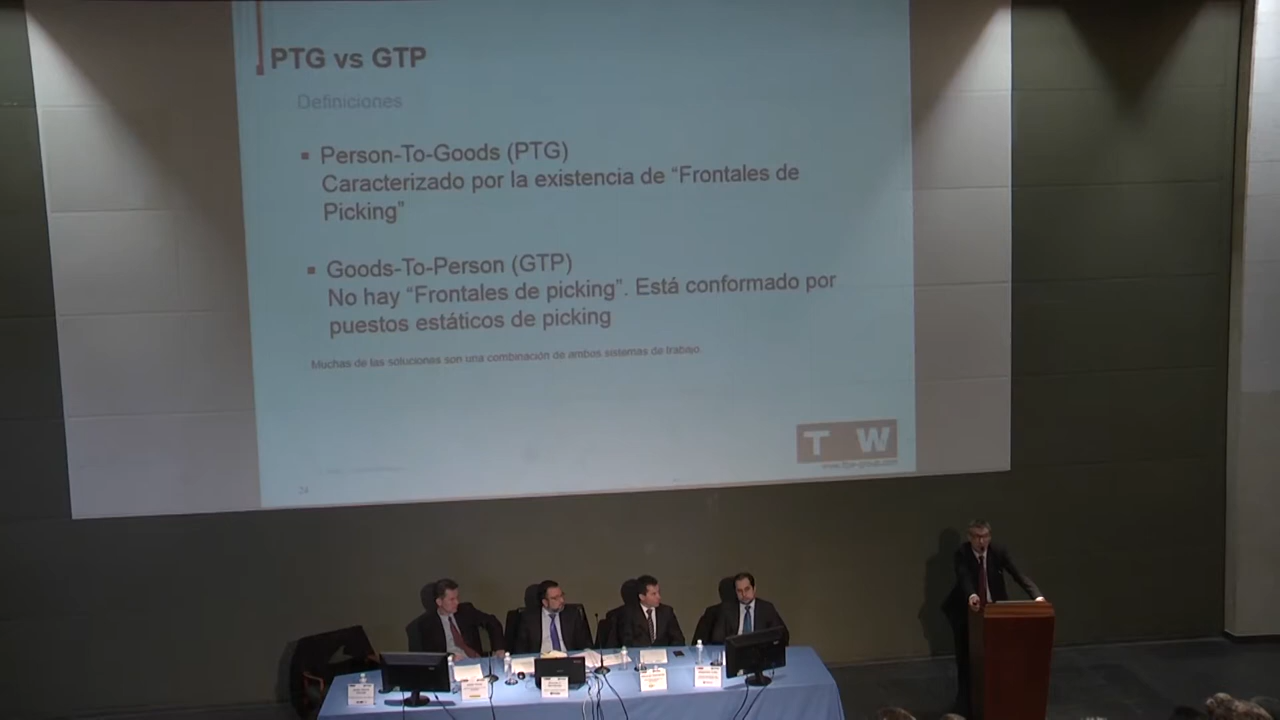 PTG vs GTP
Definiciones
▪ Person-To-Goods (PTG)
Caracterizado por la existencia de “Frontales de
Picking”
▪ Goods-To-Person (GTP)
No hay “Frontales de picking”. Está conformado por
puestos estáticos de picking
Muchas de las soluciones son una combinación de ambos sistemas de trabajo.
T W
24